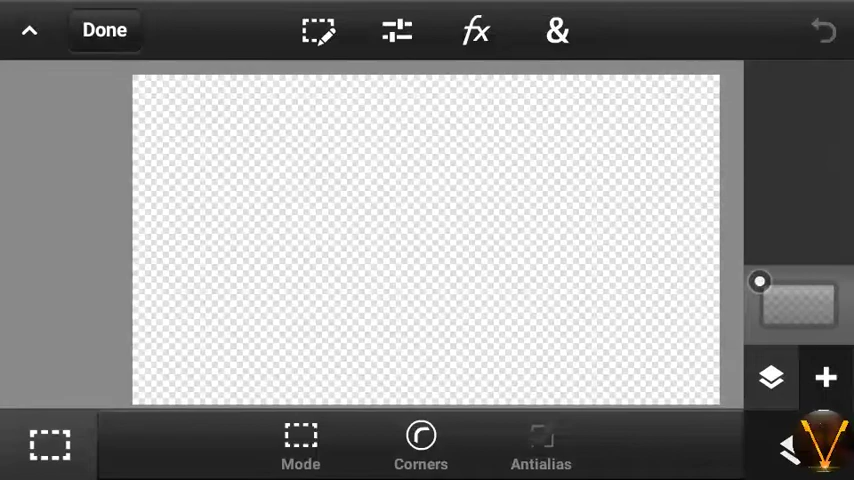 Done
fx
&
Mode
Corners
Antialias
V